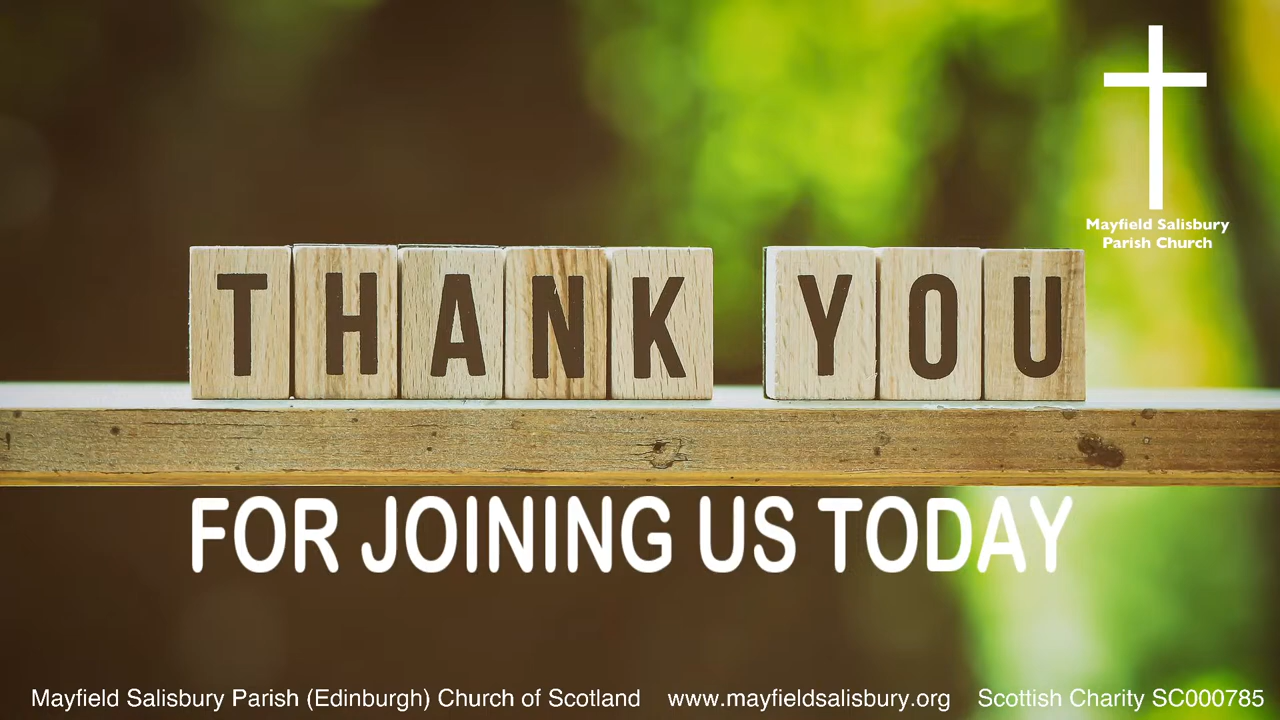 Mayfield Salisbury
Parish Church
THANK YOU
FOR JOINING US TODAY
Mayfield Salisbury Parish (Edinburgh) Church of Scotland www.mayfieldsalisbury.org Scottish Charity SC000785